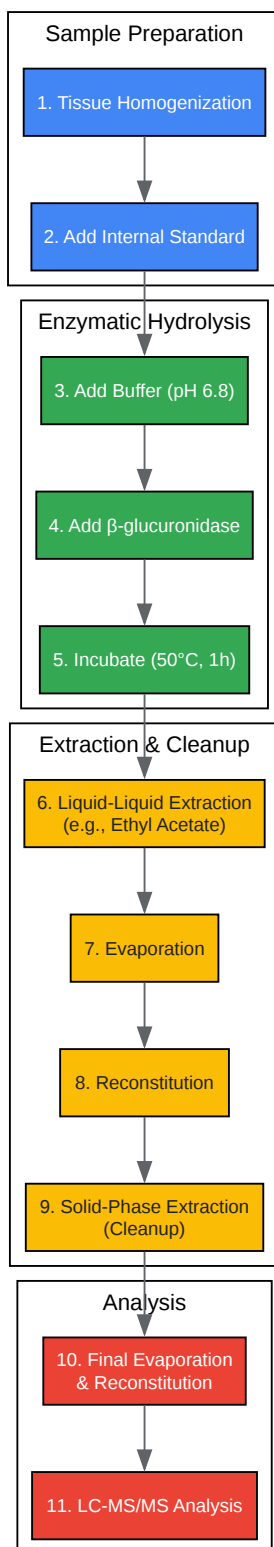 Sample Preparation
1. Tissue Homogenization
2. Add Internal Standard
Enzymatic Hydrolysis
3. Add Buffer (pH 6.8)
4. Add β-glucuronidase
5. Incubate (50°C, 1h)
Extraction & Cleanup
6. Liquid-Liquid Extraction
(e.g., Ethyl Acetate)
7. Evaporation
8. Reconstitution
9. Solid-Phase Extraction
(Cleanup)
Analysis
10. Final Evaporation
& Reconstitution
11. LC-MS/MS Analysis